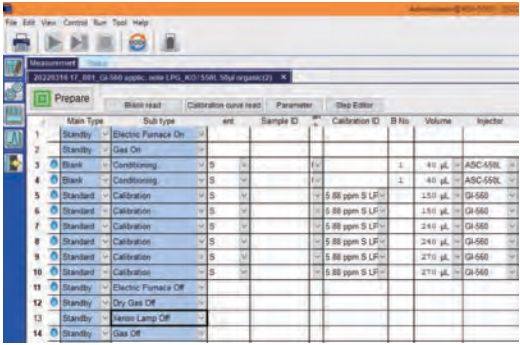 File Edit View Control Run Tool Help
Measurement Status
Prepare Blank read Calibration curve read Parameter Step Editor
Main Type Sub type ent Sample ID Calibration ID B No Volume Injector
1 Standby Electric Furnace On
2 Standby Gas On
3 Blank Conditioning S 1 40 µL ASC-550L
4 Blank Conditioning 1 40 µL ASC-550L
5 Standard Calibration S 5.88 ppm S LF 150 µL GI-560
6 Standard Calibration S 5.88 ppm S LF 150 µL GI-560
7 Standard Calibration S 5.88 ppm S LF 240 µL GI-560
8 Standard Calibration S 5.88 ppm S LF 240 µL GI-560
9 Standard Calibration S 5.88 ppm S LF 270 µL GI-560
10 Standard Calibration S 5.88 ppm S LF 270 µL GI-560
11 Standby Electric Furnace Off
12 Standby Dry Gas Off
13 Standby Xenon Lamp Off
14 Standby Gas Off